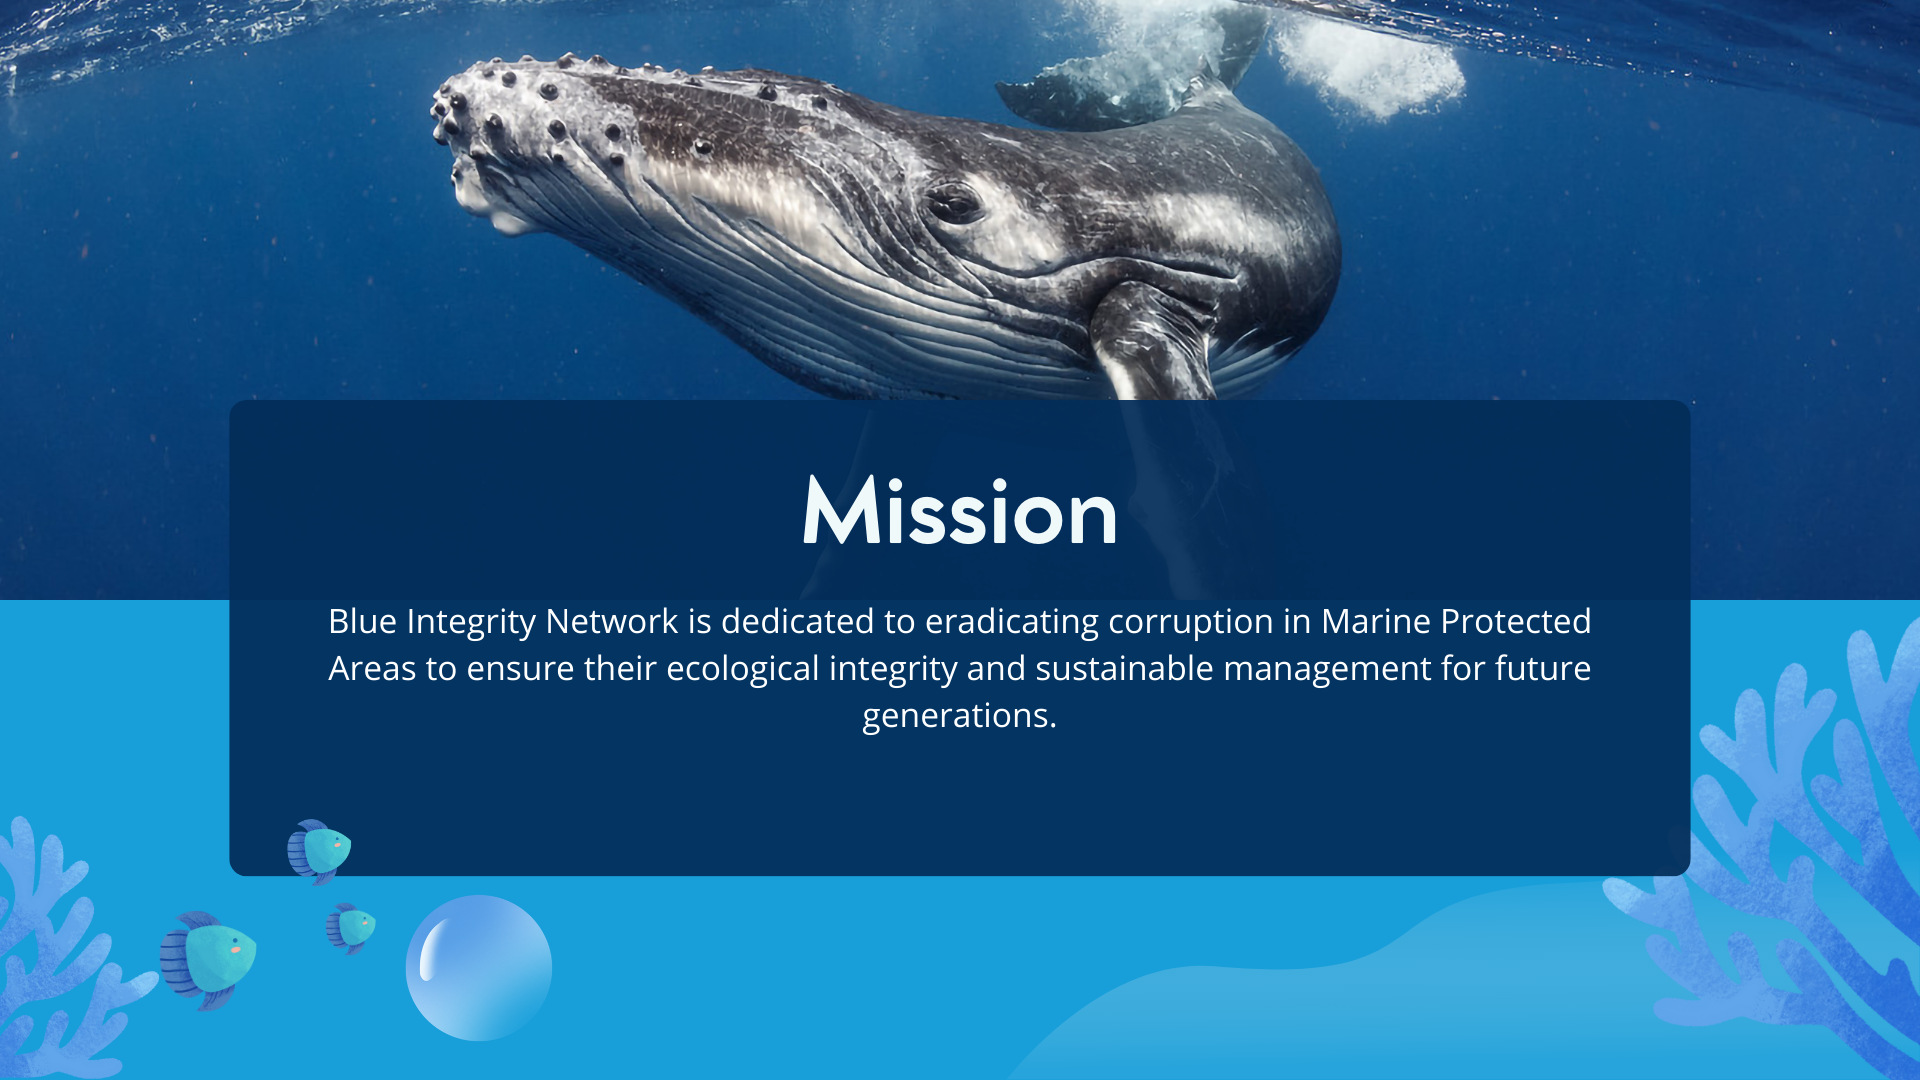 Mission
Blue Integrity Network is dedicated to eradicating corruption in Marine Protected
Areas to ensure their ecological integrity and sustainable management for future
generations.